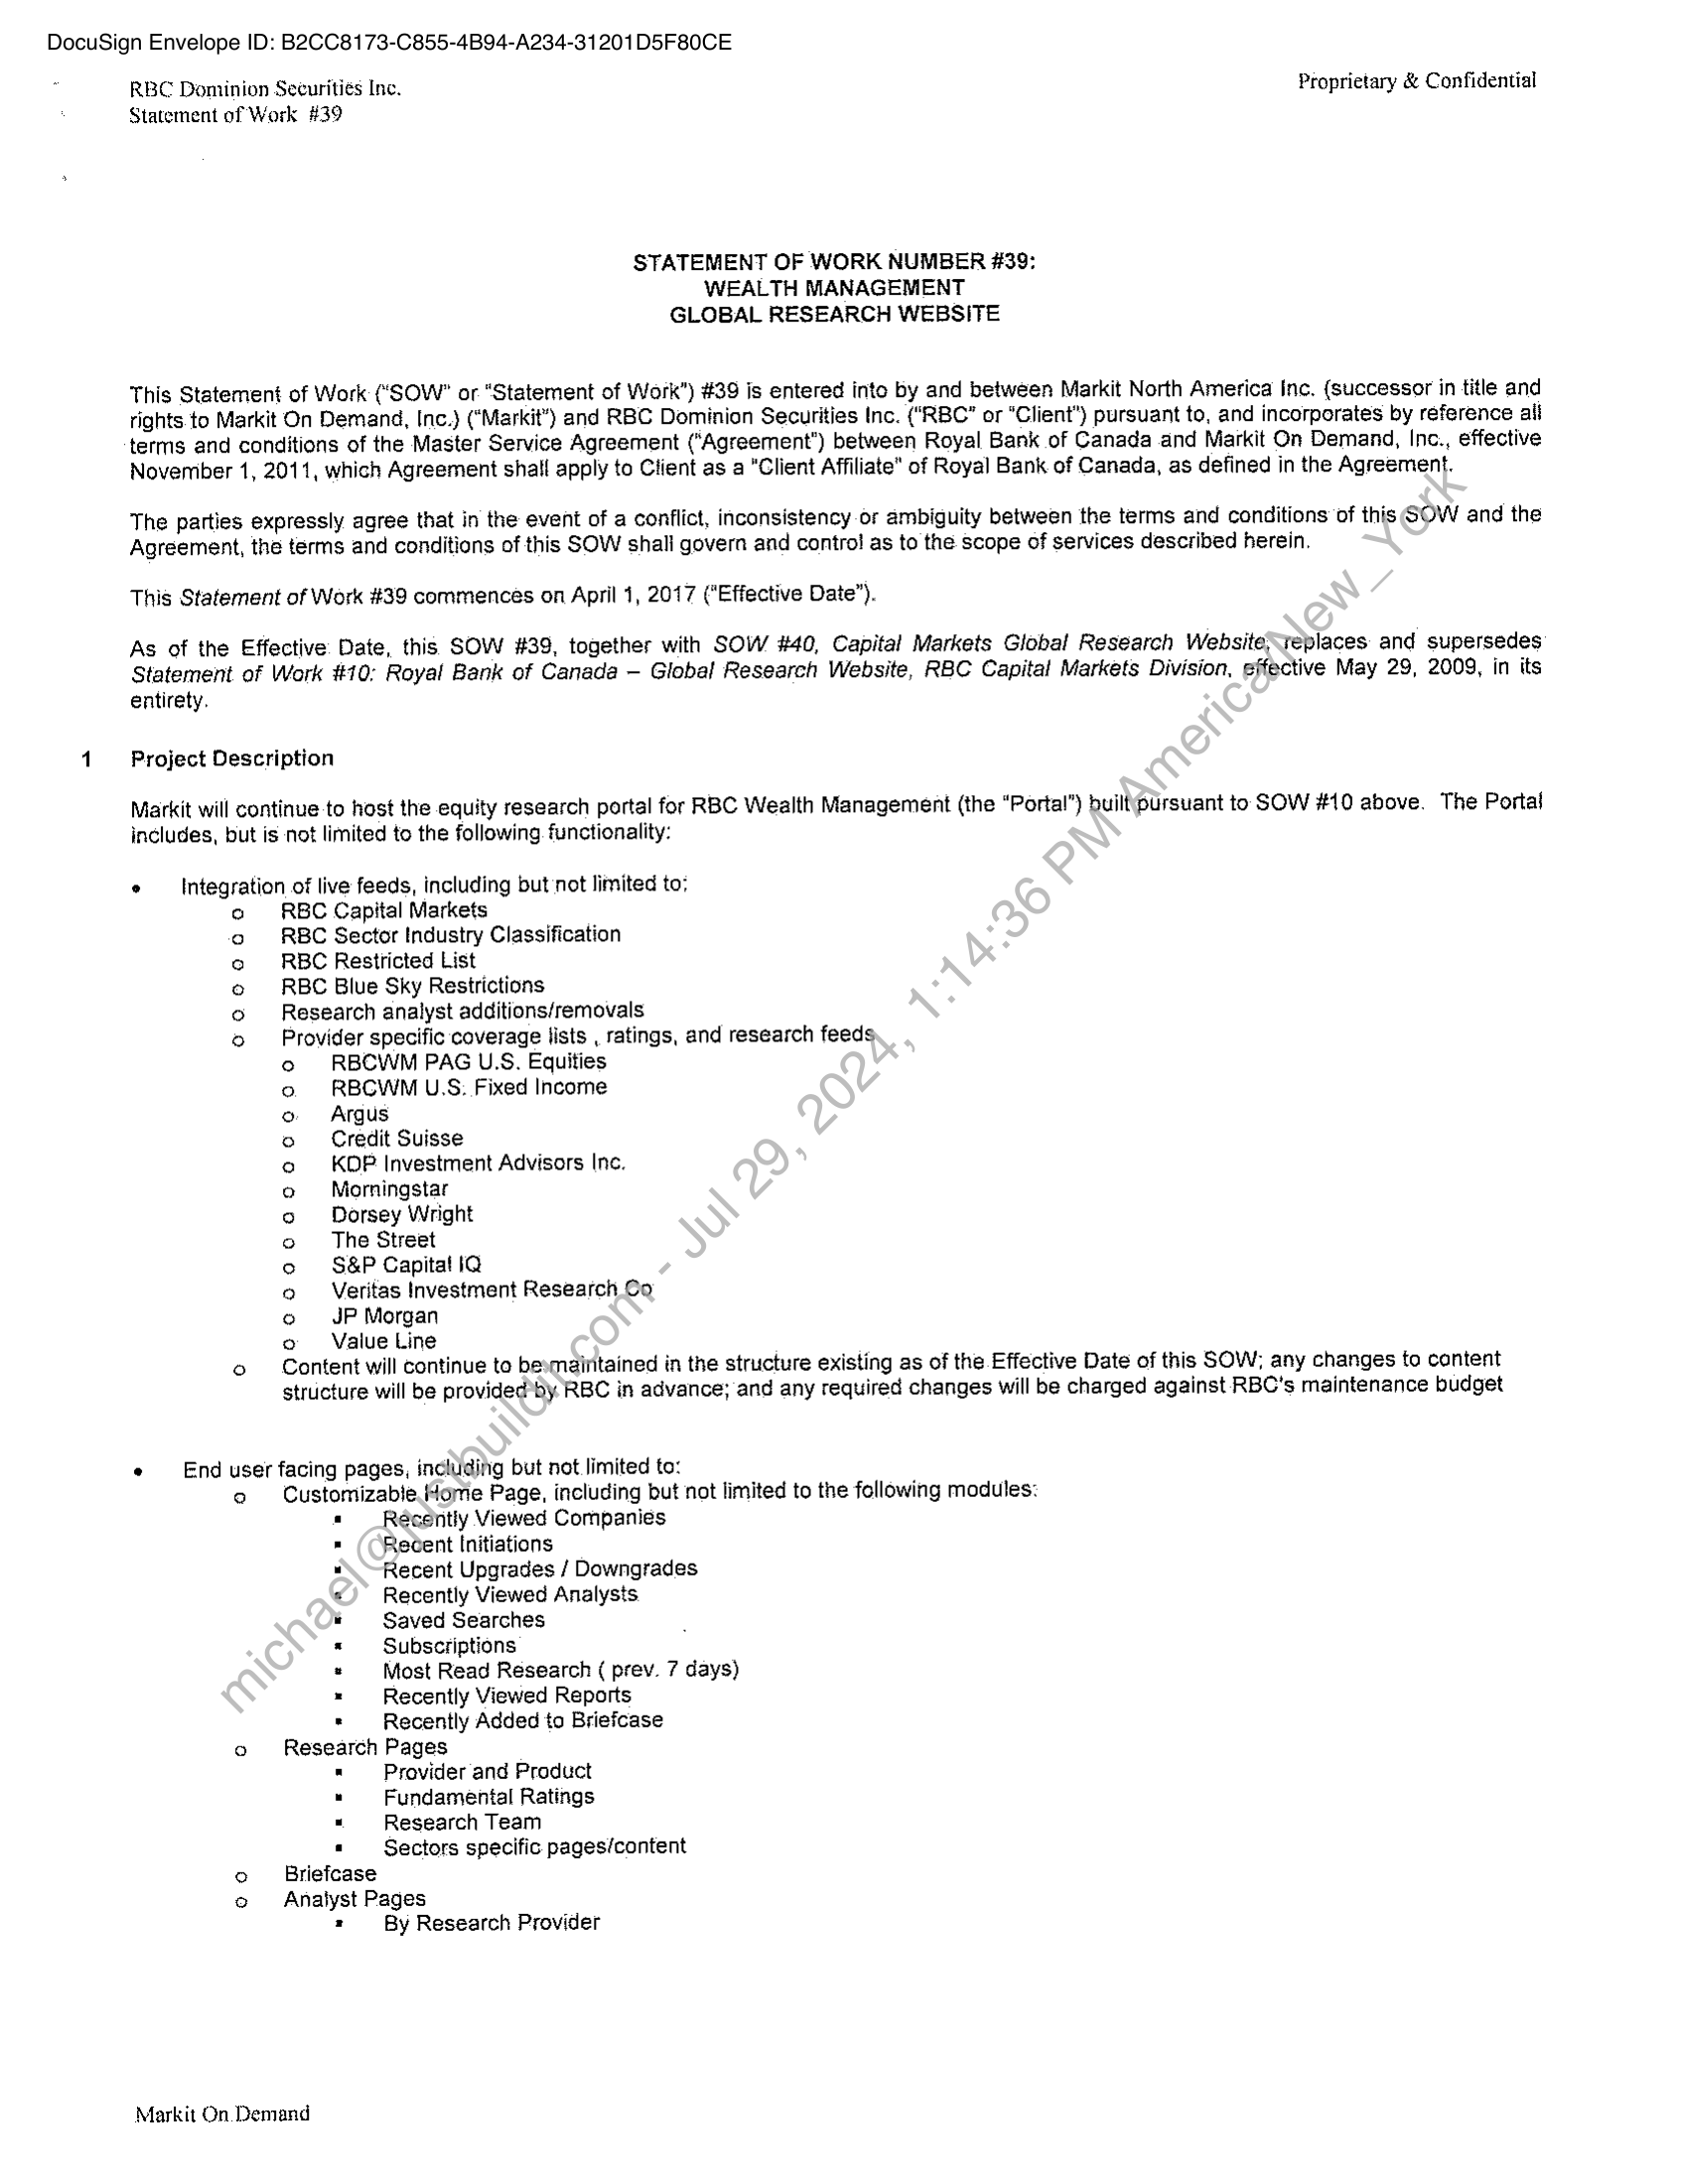 DocuSign Envelope ID: B2CC8173-C855-4B94-A234-31201D5F80CE
RBC Dominion Securities Inc.
Statement of Work #39
Proprietary & Confidential
STATEMENT OF WORK NUMBER #39:
WEALTH MANAGEMENT
GLOBAL RESEARCH WEBSITE
This Statement of Work ("SOW" or "Statement of Work") #39 is entered into by and between Markit North America Inc. (successor in title and
rights to Markit On Demand, Inc.) ("Markit") and RBC Dominion Securities Inc. ("RBC" or "Client") pursuant to, and incorporates by reference all
terms and conditions of the Master Service Agreement ("Agreement") between Royal Bank of Canada and Markit On Demand, Inc., effective
November 1, 2011, which Agreement shall apply to Client as a "Client Affiliate" of Royal Bank of Canada, as defined in the Agreement.
The parties expressly agree that in the event of a conflict, inconsistency or ambiguity between the terms and conditions of this SOW and the
Agreement, the terms and conditions of this SOW shall govern and control as to the scope of services described herein.
This Statement of Work #39 commences on April 1, 2017 ("Effective Date").
As of the Effective Date, this SOW #39, together with SOW #40, Capital Markets Global Research Website, replaces and supersedes
Statement of Work #10: Royal Bank of Canada – Global Research Website, RBC Capital Markets Division, effective May 29, 2009, in its
entirety.
1 Project Description
Markit will continue to host the equity research portal for RBC Wealth Management (the "Portal") built pursuant to SOW #10 above. The Portal
includes, but is not limited to the following functionality:
• Integration of live feeds, including but not limited to:
o RBC Capital Markets
o RBC Sector Industry Classification
o RBC Restricted List
o RBC Blue Sky Restrictions
o Research analyst additions/removals
o Provider specific coverage lists , ratings, and research feeds
o RBCWM PAG U.S. Equities
o RBCWM U.S. Fixed Income
o Argus
o Credit Suisse
o KDP Investment Advisors Inc.
o Morningstar
o Dorsey Wright
o The Street
o S&P Capital IQ
o Veritas Investment Research Co
o JP Morgan
o Value Line
o Content will continue to be maintained in the structure existing as of the Effective Date of this SOW; any changes to content
structure will be provided by RBC in advance; and any required changes will be charged against RBC's maintenance budget
• End user facing pages, including but not limited to:
o Customizable Home Page, including but not limited to the following modules:
▪ Recently Viewed Companies
▪ Recent Initiations
▪ Recent Upgrades / Downgrades
▪ Recently Viewed Analysts
▪ Saved Searches
▪ Subscriptions
▪ Most Read Research ( prev. 7 days)
▪ Recently Viewed Reports
▪ Recently Added to Briefcase
o Research Pages
▪ Provider and Product
▪ Fundamental Ratings
▪ Research Team
▪ Sectors specific pages/content
o Briefcase
o Analyst Pages
▪ By Research Provider
Markit On Demand
michael@justbuildit.com - Jul 29, 2024, 1:14:36 PM America/New_York